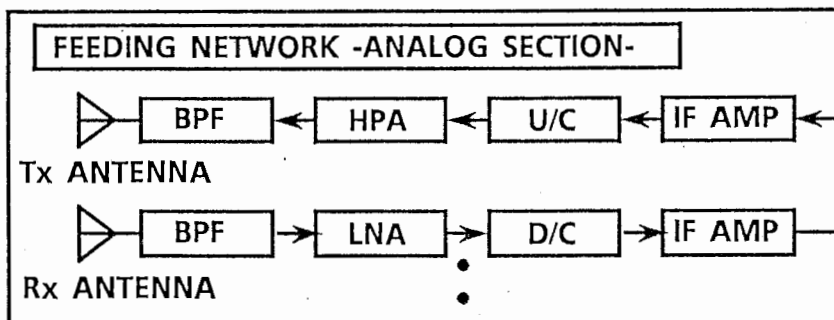 FEEDING NETWORK -ANALOG SECTION-
BPF HPA U/C IF AMP
Tx ANTENNA
BPF LNA D/C IF AMP
Rx ANTENNA